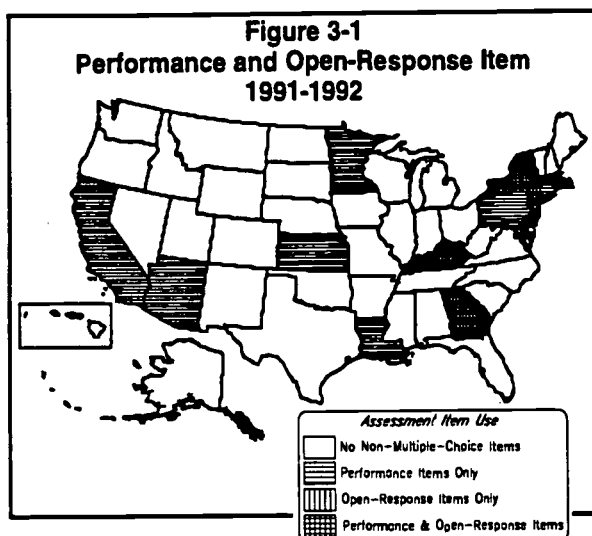 Figure 3-1
Performance and Open-Response Item
1991-1992
Assessment Item Use
No Non-Multiple-Choice Items
Performance Items Only
Open-Response Items Only
Performance & Open-Response Items